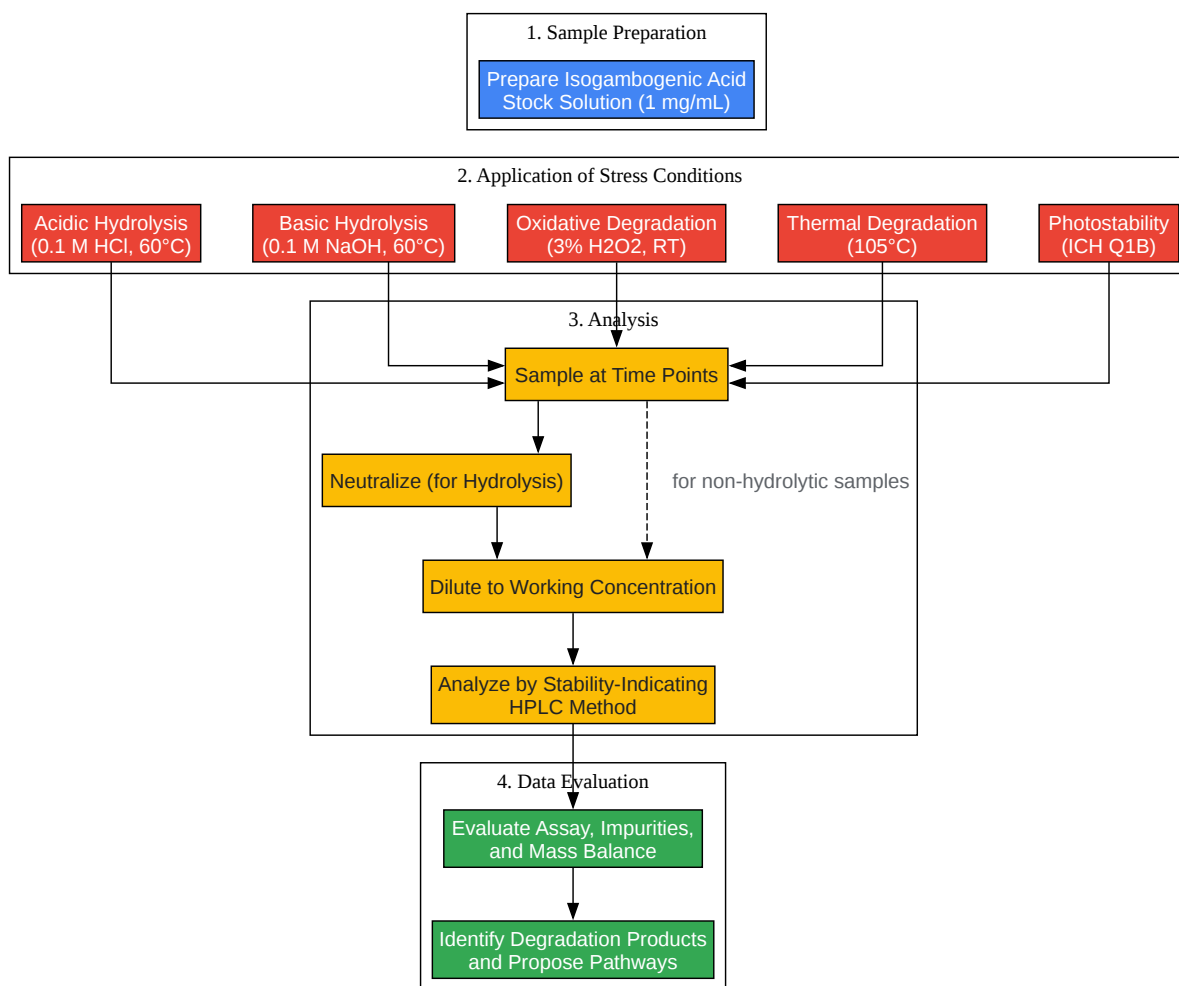 1. Sample Preparation
Prepare Isogambogenic Acid
Stock Solution (1 mg/mL)
2. Application of Stress Conditions
Acidic Hydrolysis
(0.1 M HCl, 60°C)
Basic Hydrolysis
(0.1 M NaOH, 60°C)
Oxidative Degradation
(3% H2O2, RT)
Thermal Degradation
(105°C)
Photostability
(ICH Q1B)
3. Analysis
Sample at Time Points
Neutralize (for Hydrolysis)
for non-hydrolytic samples
Dilute to Working Concentration
Analyze by Stability-Indicating
HPLC Method
4. Data Evaluation
Evaluate Assay, Impurities,
and Mass Balance
Identify Degradation Products
and Propose Pathways